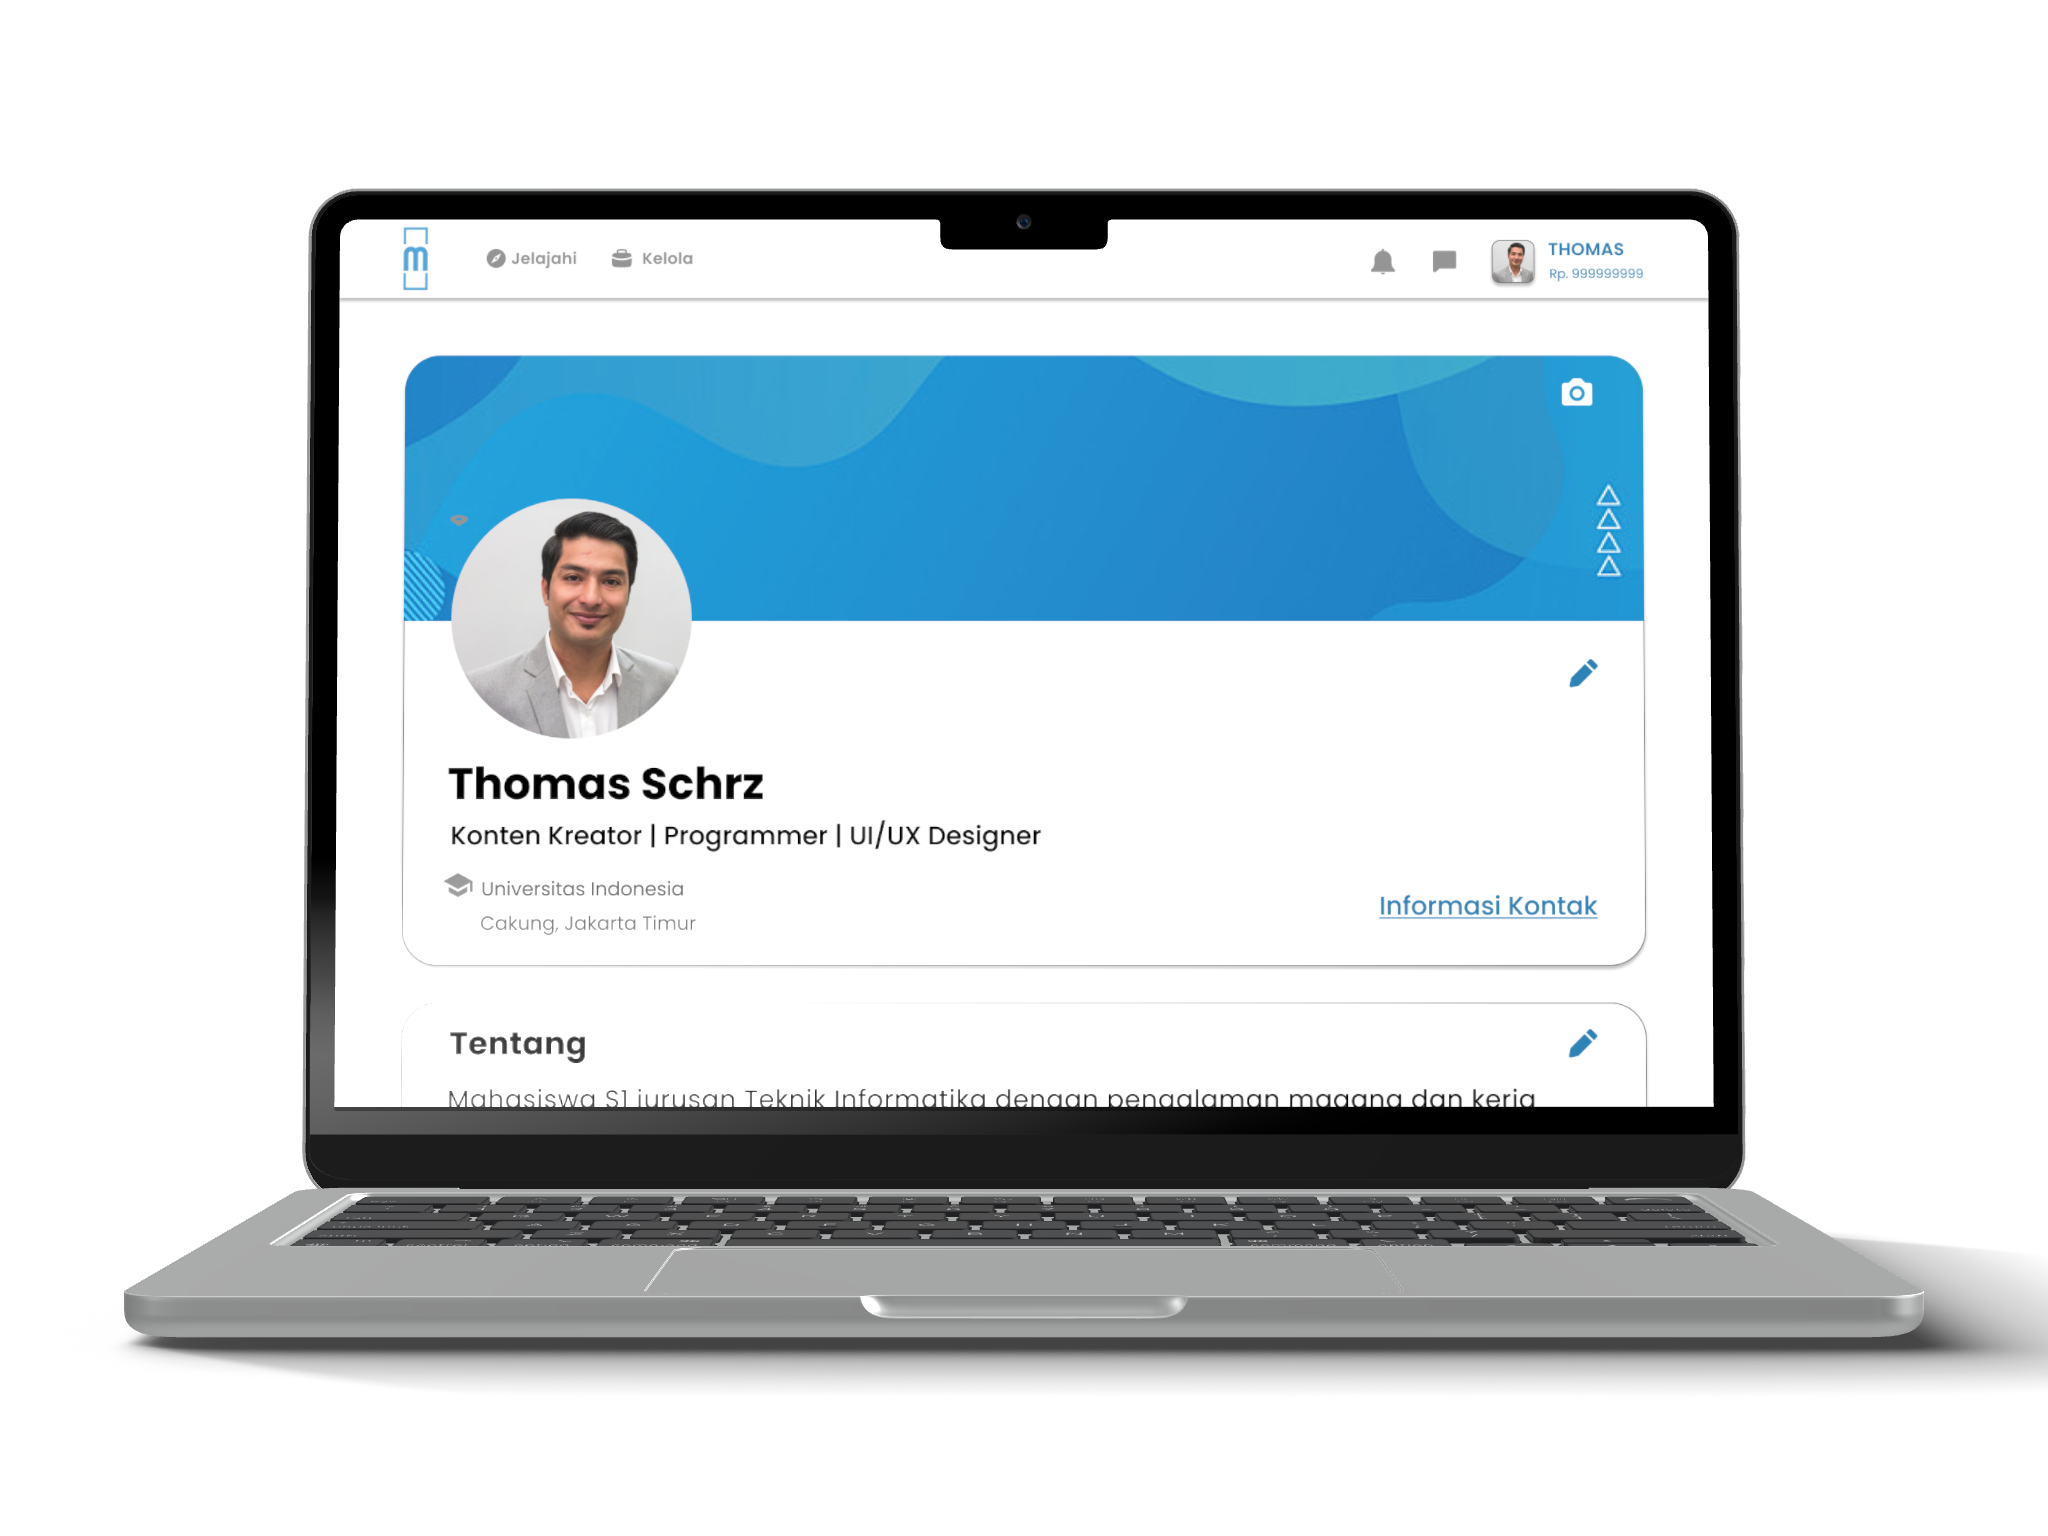 m
Jelajahi
Kelola
THOMAS
Rp. 999999999
Thomas Schrz
Konten Kreator | Programmer | UI/UX Designer
Universitas Indonesia
Cakung, Jakarta Timur
Informasi Kontak
Tentang
Mahasiswa S1 jurusan Teknik Informatika dengan pengalaman magang dan kerja